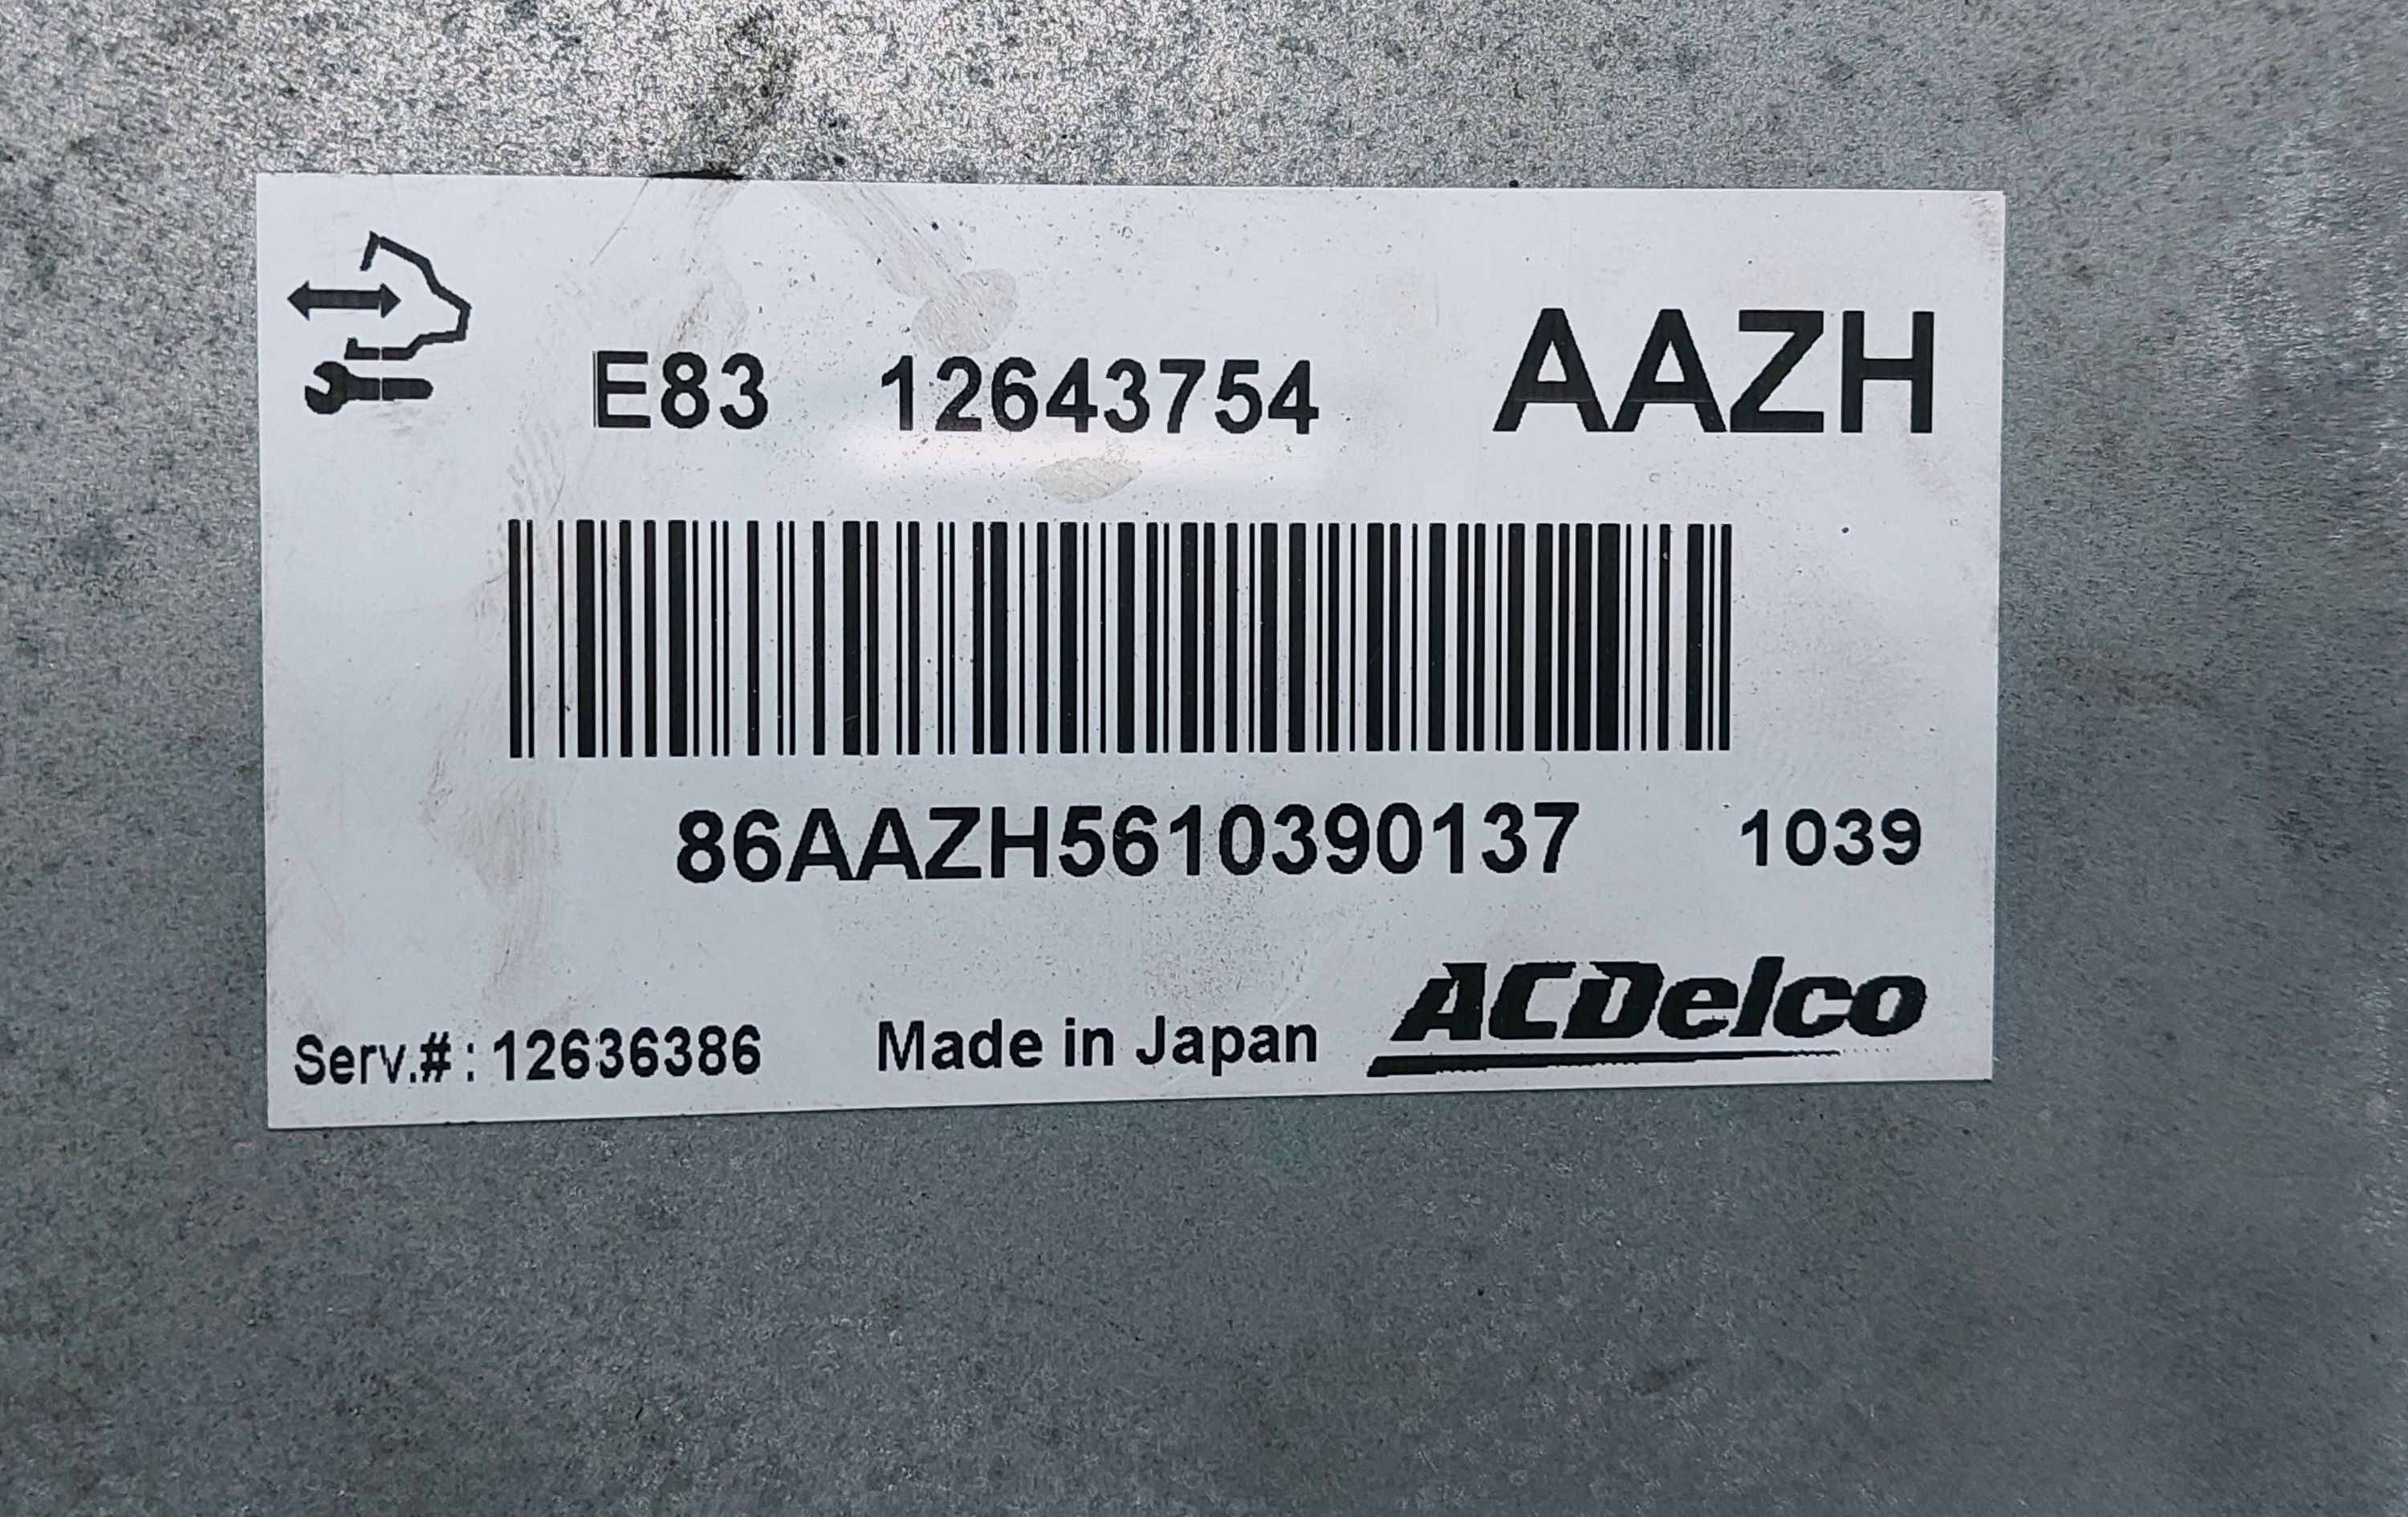 E83 12643754 AAZH
86AAZH5610390137 1039
Serv.#: 12636386 Made in Japan ACDelco